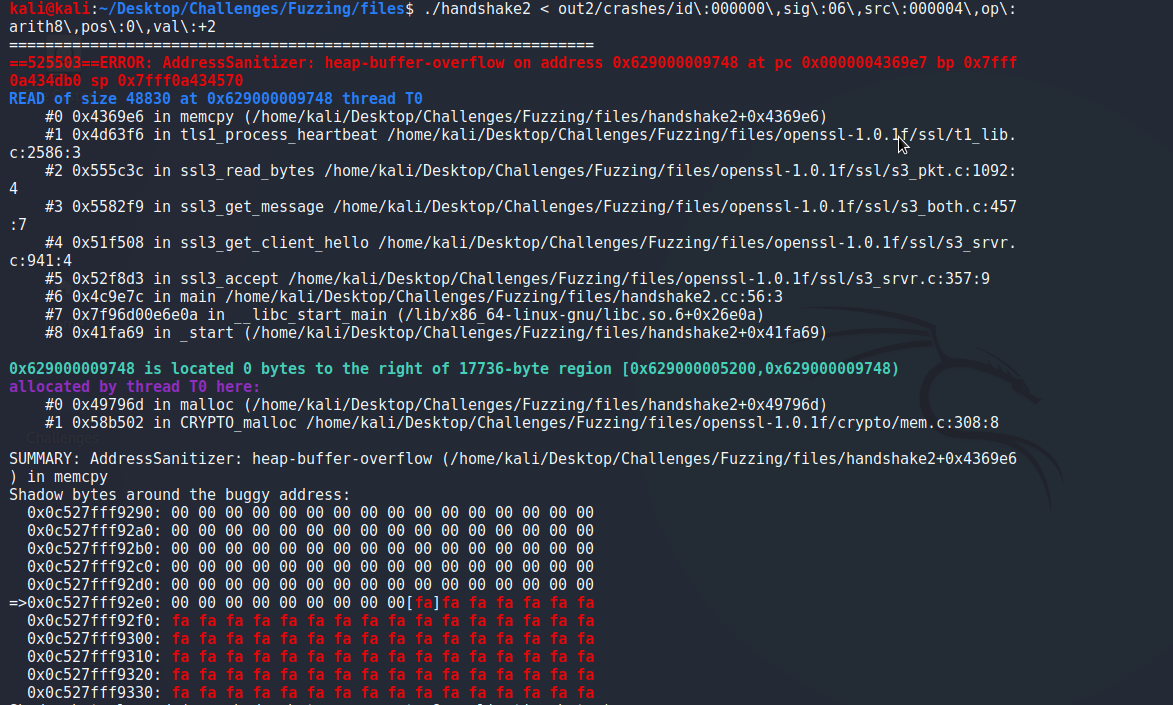 kali@kali:~/Desktop/Challenges/Fuzzing/files$ ./handshake2 < out2/crashes/id\:000000\,sig\:06\,src\:000004\,op\:
arith8\,pos\:0\,val\:+2
=================================================================
==525503==ERROR: AddressSanitizer: heap-buffer-overflow on address 0x629000009748 at pc 0x0000004369e7 bp 0x7fff
0a434db0 sp 0x7fff0a434570
READ of size 48830 at 0x629000009748 thread T0
    #0 0x4369e6 in memcpy (/home/kali/Desktop/Challenges/Fuzzing/files/handshake2+0x4369e6)
    #1 0x4d63f6 in tls1_process_heartbeat /home/kali/Desktop/Challenges/Fuzzing/files/openssl-1.0.1f/ssl/t1_lib.
c:2586:3
    #2 0x555c3c in ssl3_read_bytes /home/kali/Desktop/Challenges/Fuzzing/files/openssl-1.0.1f/ssl/s3_pkt.c:1092:
4
    #3 0x5582f9 in ssl3_get_message /home/kali/Desktop/Challenges/Fuzzing/files/openssl-1.0.1f/ssl/s3_both.c:457
:7
    #4 0x51f508 in ssl3_get_client_hello /home/kali/Desktop/Challenges/Fuzzing/files/openssl-1.0.1f/ssl/s3_srvr.
c:941:4
    #5 0x52f8d3 in ssl3_accept /home/kali/Desktop/Challenges/Fuzzing/files/openssl-1.0.1f/ssl/s3_srvr.c:357:9
    #6 0x4c9e7c in main /home/kali/Desktop/Challenges/Fuzzing/files/handshake2.cc:56:3
    #7 0x7f96d00e6e0a in __libc_start_main (/lib/x86_64-linux-gnu/libc.so.6+0x26e0a)
    #8 0x41fa69 in _start (/home/kali/Desktop/Challenges/Fuzzing/files/handshake2+0x41fa69)
0x629000009748 is located 0 bytes to the right of 17736-byte region [0x629000005200,0x629000009748)
allocated by thread T0 here:
    #0 0x49796d in malloc (/home/kali/Desktop/Challenges/Fuzzing/files/handshake2+0x49796d)
    #1 0x58b502 in CRYPTO_malloc /home/kali/Desktop/Challenges/Fuzzing/files/openssl-1.0.1f/crypto/mem.c:308:8
Challenges
SUMMARY: AddressSanitizer: heap-buffer-overflow (/home/kali/Desktop/Challenges/Fuzzing/files/handshake2+0x4369e6
) in memcpy
Shadow bytes around the buggy address:
  0x0c527fff9290: 00 00 00 00 00 00 00 00 00 00 00 00 00 00 00 00
  0x0c527fff92a0: 00 00 00 00 00 00 00 00 00 00 00 00 00 00 00 00
  0x0c527fff92b0: 00 00 00 00 00 00 00 00 00 00 00 00 00 00 00 00
  0x0c527fff92c0: 00 00 00 00 00 00 00 00 00 00 00 00 00 00 00 00
  0x0c527fff92d0: 00 00 00 00 00 00 00 00 00 00 00 00 00 00 00 00
=>0x0c527fff92e0: 00 00 00 00 00 00 00 00 00[fa]fa fa fa fa fa fa
  0x0c527fff92f0: fa fa fa fa fa fa fa fa fa fa fa fa fa fa fa fa
  0x0c527fff9300: fa fa fa fa fa fa fa fa fa fa fa fa fa fa fa fa
  0x0c527fff9310: fa fa fa fa fa fa fa fa fa fa fa fa fa fa fa fa
  0x0c527fff9320: fa fa fa fa fa fa fa fa fa fa fa fa fa fa fa fa
  0x0c527fff9330: fa fa fa fa fa fa fa fa fa fa fa fa fa fa fa fa